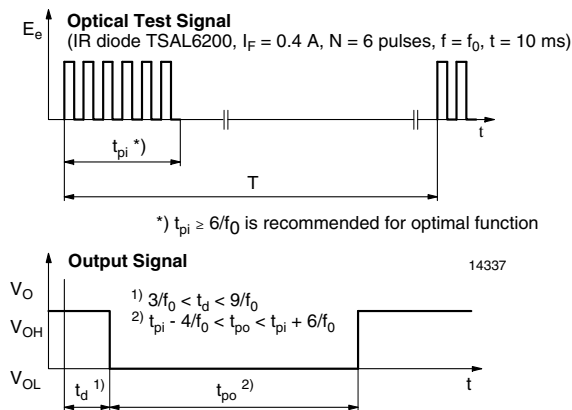 Optical Test Signal
(IR diode TSAL6200, I_F = 0.4 A, N = 6 pulses, f = f_0, t = 10 ms)
E_e
t
t_pi *)
T
*) t_pi ≥ 6/f_0 is recommended for optimal function
Output Signal
14337
V_O
1) 3/f_0 < t_d < 9/f_0
V_OH
2) t_pi - 4/f_0 < t_po < t_pi + 6/f_0
V_OL
t_d 1)
t_po 2)
t